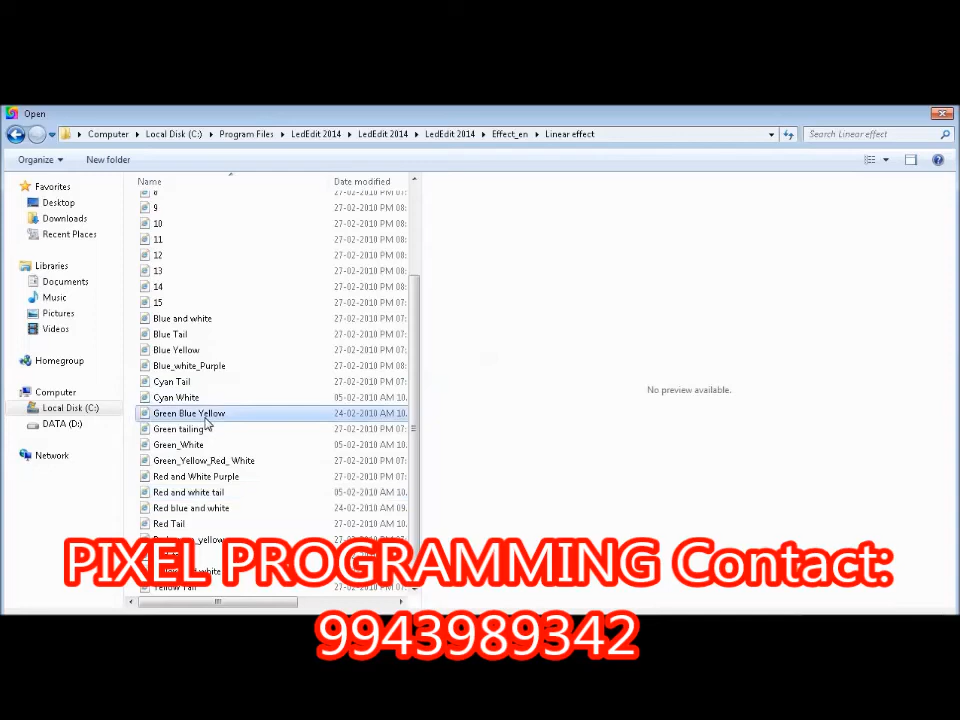 Open
Computer Local Disk (C:) Program Files LedEdit 2014 LedEdit 2014 LedEdit 2014 Effect_en Linear effect
Search Linear effect
Organize New folder
Name Date modified
Favorites
Desktop
Downloads
Recent Places
Libraries
Documents
Music
Pictures
Videos
Homegroup
Computer
Local Disk (C:)
DATA (D:)
Network
8 27-02-2010 PM 07:
9 27-02-2010 PM 08:
10 27-02-2010 PM 08:
11 27-02-2010 PM 08:
12 27-02-2010 PM 08:
13 27-02-2010 PM 08:
14 27-02-2010 PM 08:
15 27-02-2010 PM 07:
Blue and white 27-02-2010 PM 07:
Blue Tail 27-02-2010 PM 07:
Blue Yellow 27-02-2010 PM 07:
Blue_white_Purple 27-02-2010 PM 07:
Cyan Tail 27-02-2010 PM 07:
Cyan White 05-02-2010 AM 10.
Green Blue Yellow 24-02-2010 AM 10.
Green tailing 27-02-2010 PM 07:
Green_White 05-02-2010 AM 10.
Green_Yellow_Red_ White 27-02-2010 PM 07:
Red and White Purple 27-02-2010 PM 07:
Red and white tail 05-02-2010 AM 10.
Red blue and white 24-02-2010 AM 09.
Red Tail 27-02-2010 AM 10.
No preview available.
PIXEL PROGRAMMING Contact:
9943989342